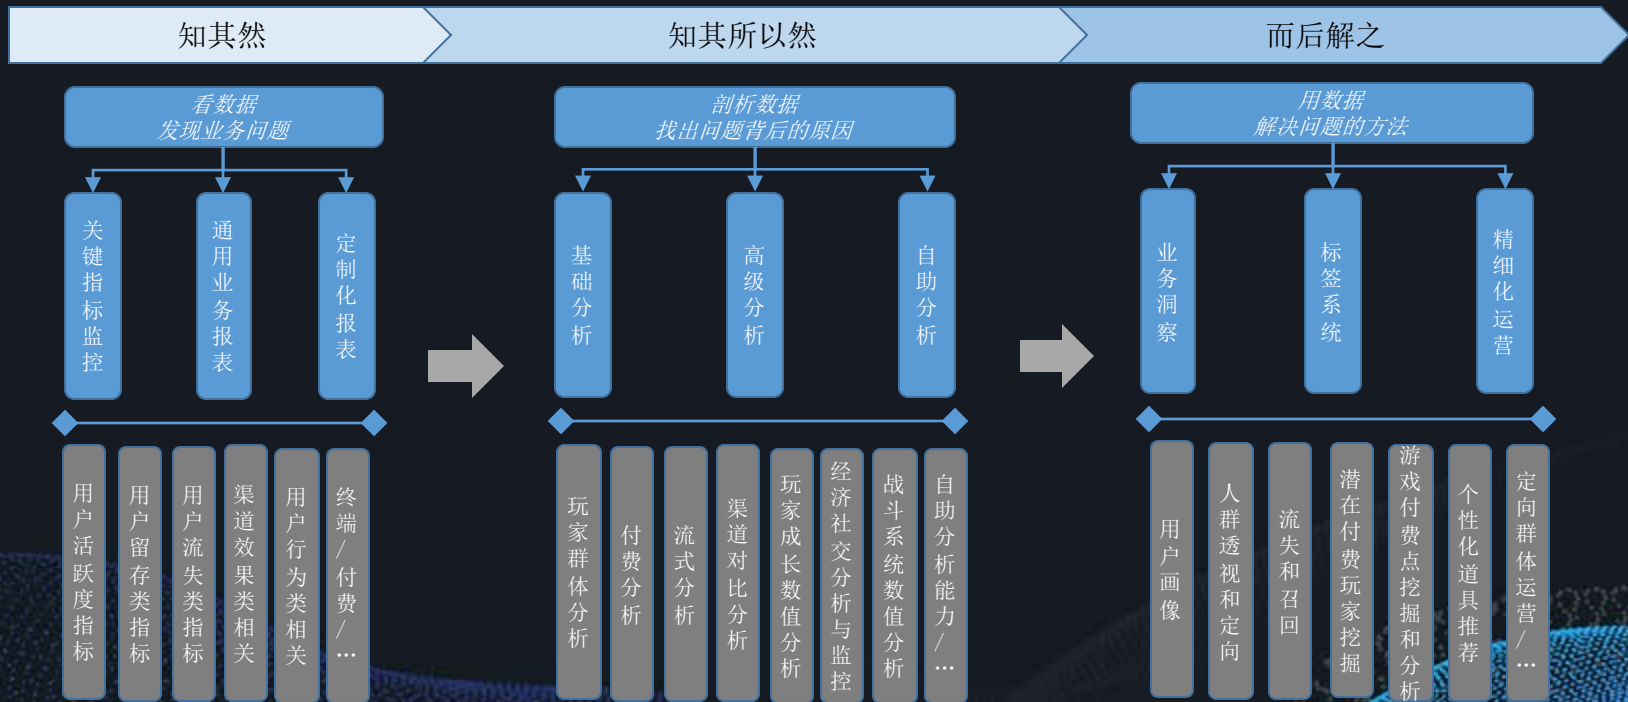 知其然
知其所以然
而后解之
看数据
发现业务问题
剖析数据
找出问题背后的原因
用数据
解决问题的方法
关键指标监控
通用业务报表
定制化报表
基础分析
高级分析
自助分析
业务洞察
标签系统
精细化运营
用户活跃度指标
用户留存类指标
用户流失类指标
渠道效果类相关
用户行为类相关
终端/付费/…
玩家群体分析
付费分析
流式分析
渠道对比分析
玩家成长数值分析
经济社交分析与监控
战斗系统数值分析
自助分析能力/…
用户画像
人群透视和定向
流失和召回
潜在付费玩家挖掘
游戏付费点挖掘和分析
个性化道具推荐
定向群体运营/…